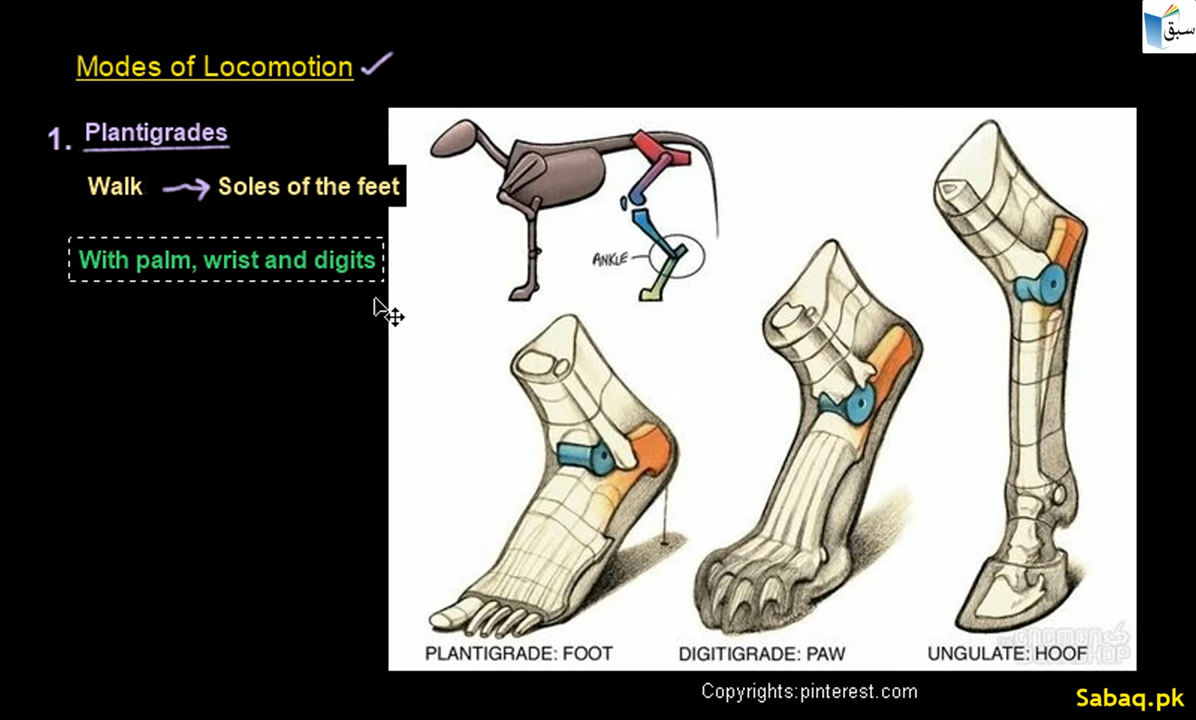 سبق
Modes of Locomotion
1. Plantigrades
Walk → Soles of the feet
With palm, wrist and digits
ANKLE
PLANTIGRADE: FOOT
DIGITIGRADE: PAW
UNGULATE: HOOF
Copyrights:pinterest.com
Sabaq.pk